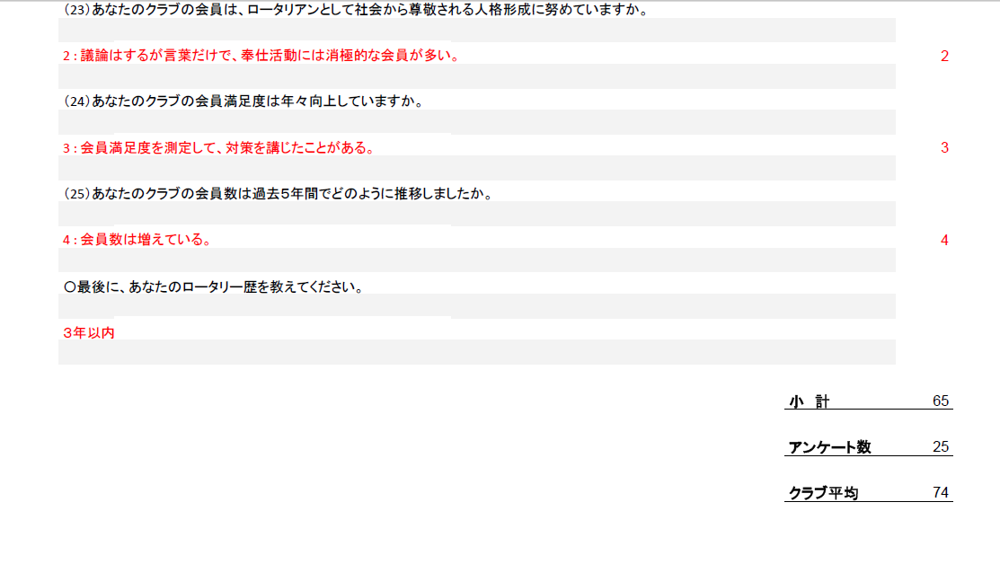 (23)あなたのクラブの会員は、ロータリアンとして社会から尊敬される人格形成に努めていますか。
2 : 議論はするが言葉だけで、奉仕活動には消極的な会員が多い。 2
(24)あなたのクラブの会員満足度は年々向上していますか。
3 : 会員満足度を測定して、対策を講じたことがある。 3
(25)あなたのクラブの会員数は過去5年間でどのように推移しましたか。
4 : 会員数は増えている。 4
〇最後に、あなたのロータリー歴を教えてください。
3年以内
小 計 65
アンケート数 25
クラブ平均 74